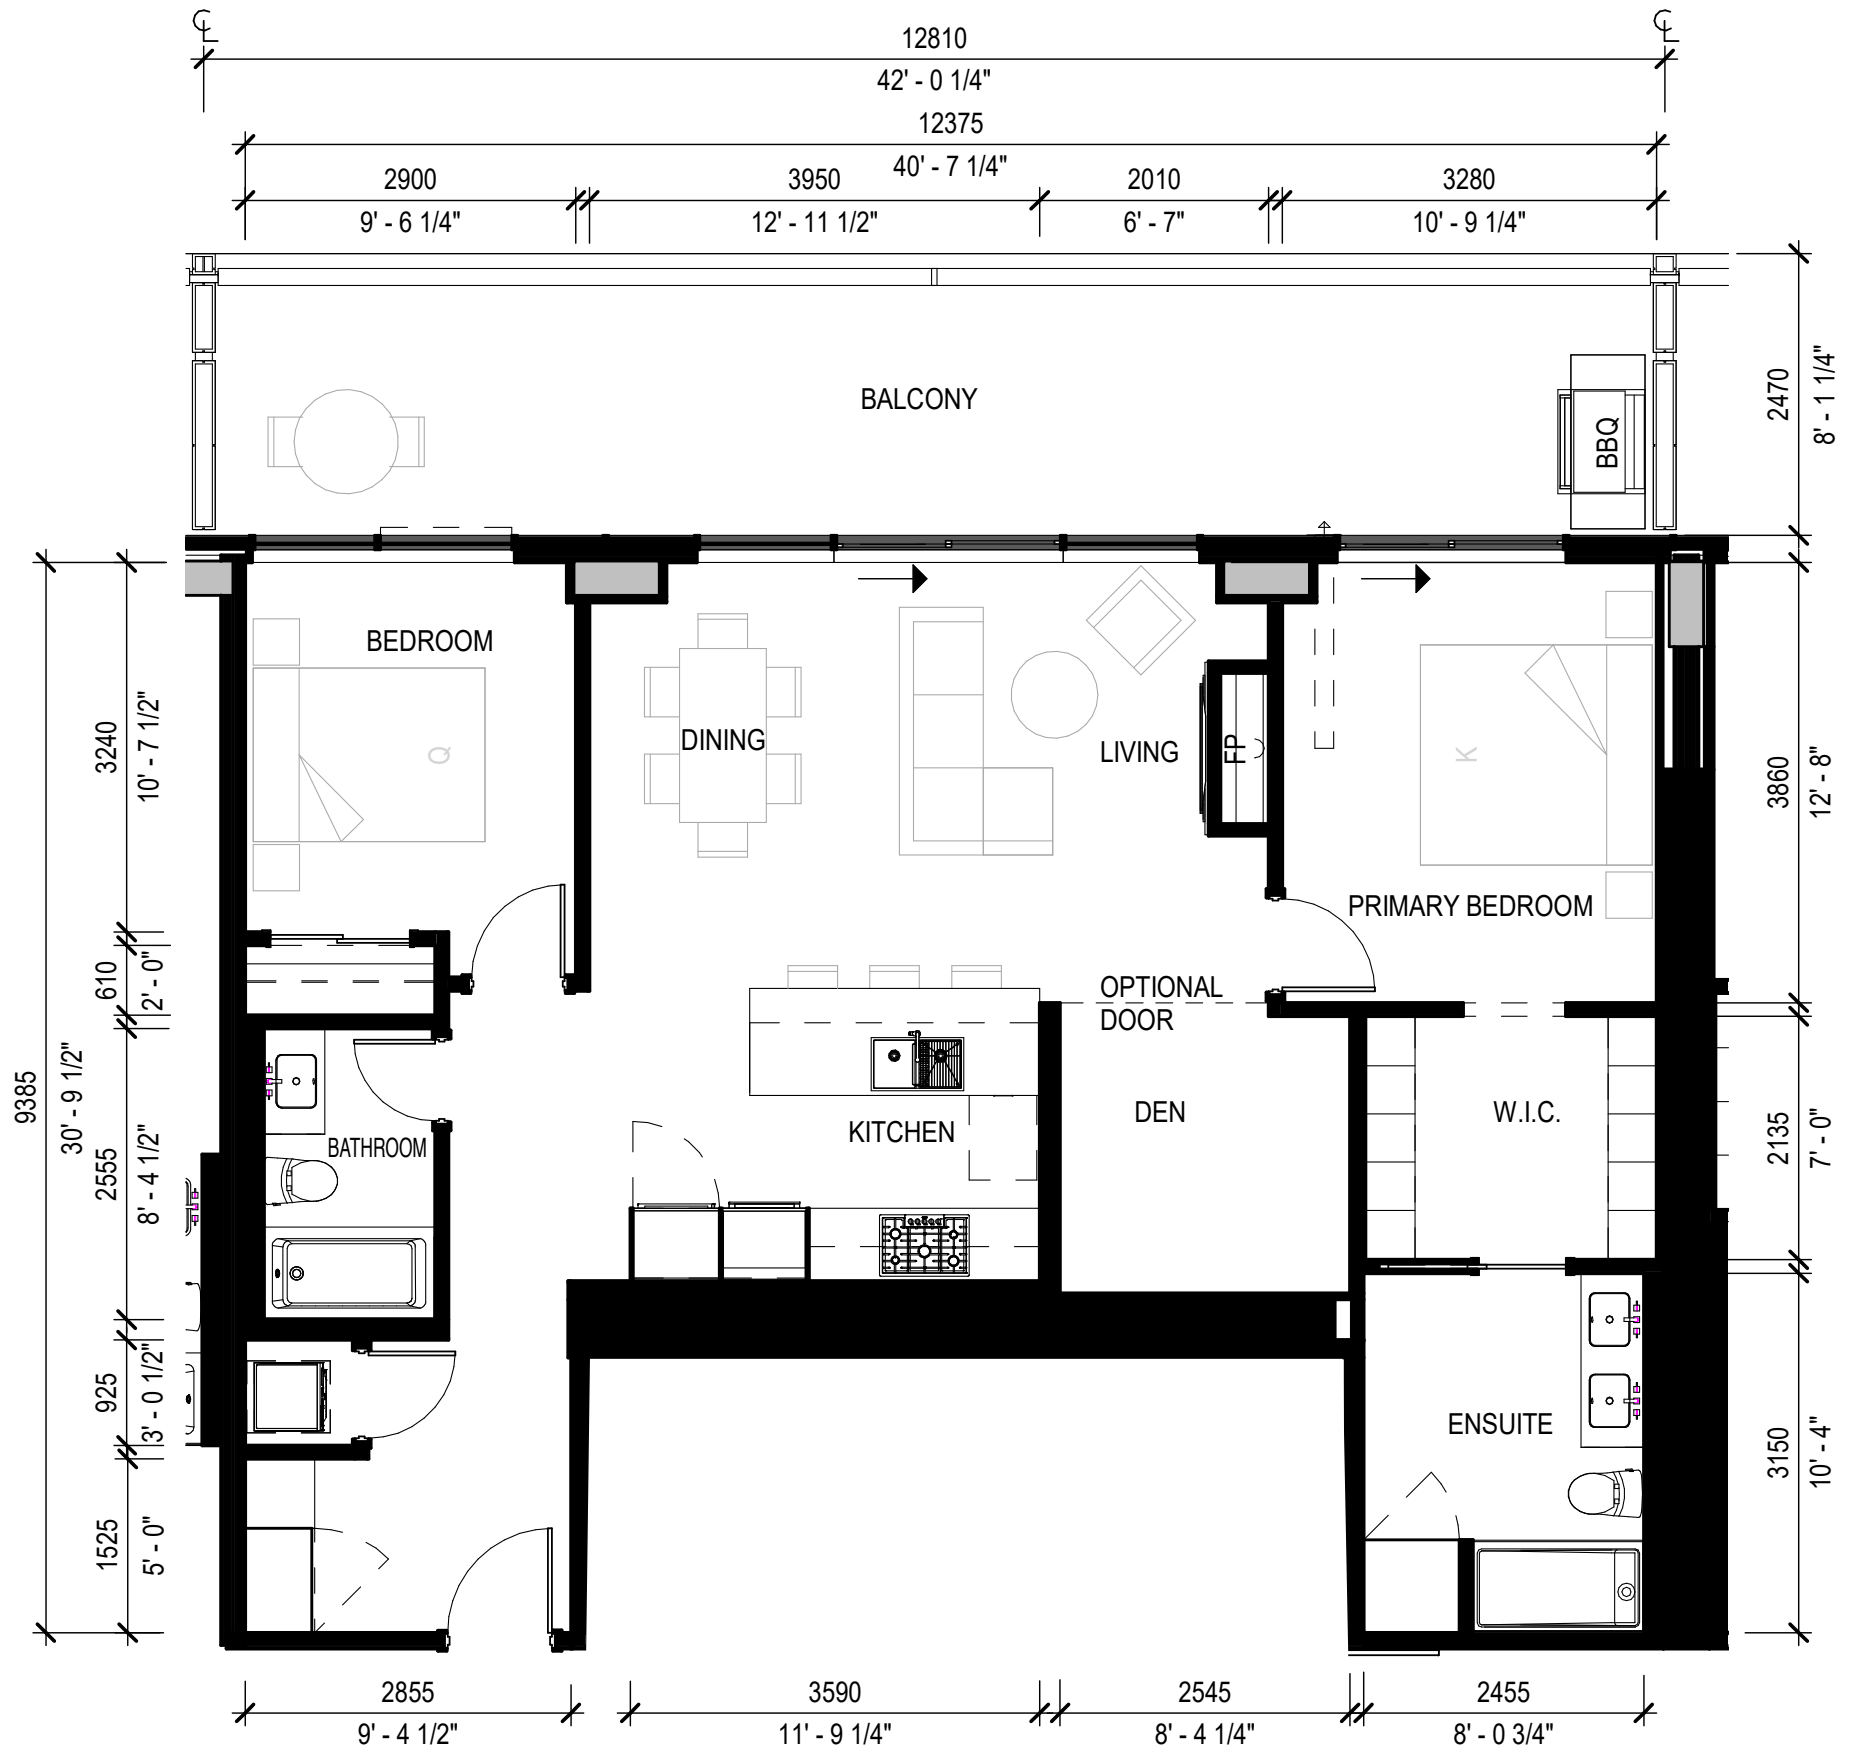 ℄
℄
12810
42' - 0 1/4"
12375
40' - 7 1/4"
2900
3950
2010
3280
9' - 6 1/4"
12' - 11 1/2"
6' - 7"
10' - 9 1/4"
BALCONY
BBQ
2470
8' - 1 1/4"
BEDROOM
Q
DINING
LIVING
FP
K
PRIMARY BEDROOM
3860
12' - 8"
3240
10' - 7 1/2"
610
2' - 0"
OPTIONAL
DOOR
9385
30' - 9 1/2"
2555
8' - 4 1/2"
BATHROOM
KITCHEN
DEN
W.I.C.
2135
7' - 0"
925
3' - 0 1/2"
ENSUITE
3150
10' - 4"
1525
5' - 0"
2855
3590
2545
2455
9' - 4 1/2"
11' - 9 1/4"
8' - 4 1/4"
8' - 0 3/4"